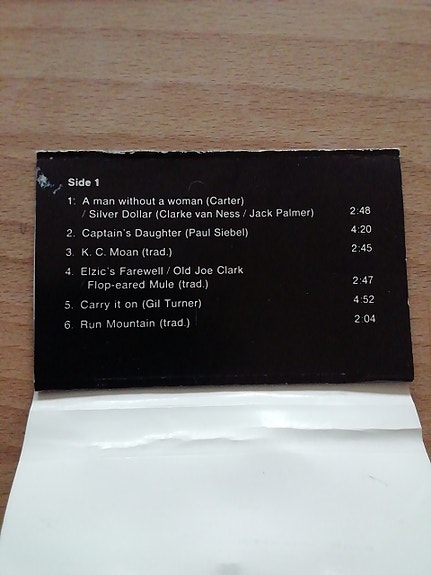 Side 1
1. A man without a woman (Carter)
/ Silver Dollar (Clarke van Ness / Jack Palmer) 2:48
2. Captain's Daughter (Paul Siebel) 4:20
3. K. C. Moan (trad.) 2:45
4. Elzic's Farewell / Old Joe Clark
Flop-eared Mule (trad.) 2:47
5. Carry it on (Gil Turner) 4:52
6. Run Mountain (trad.) 2:04